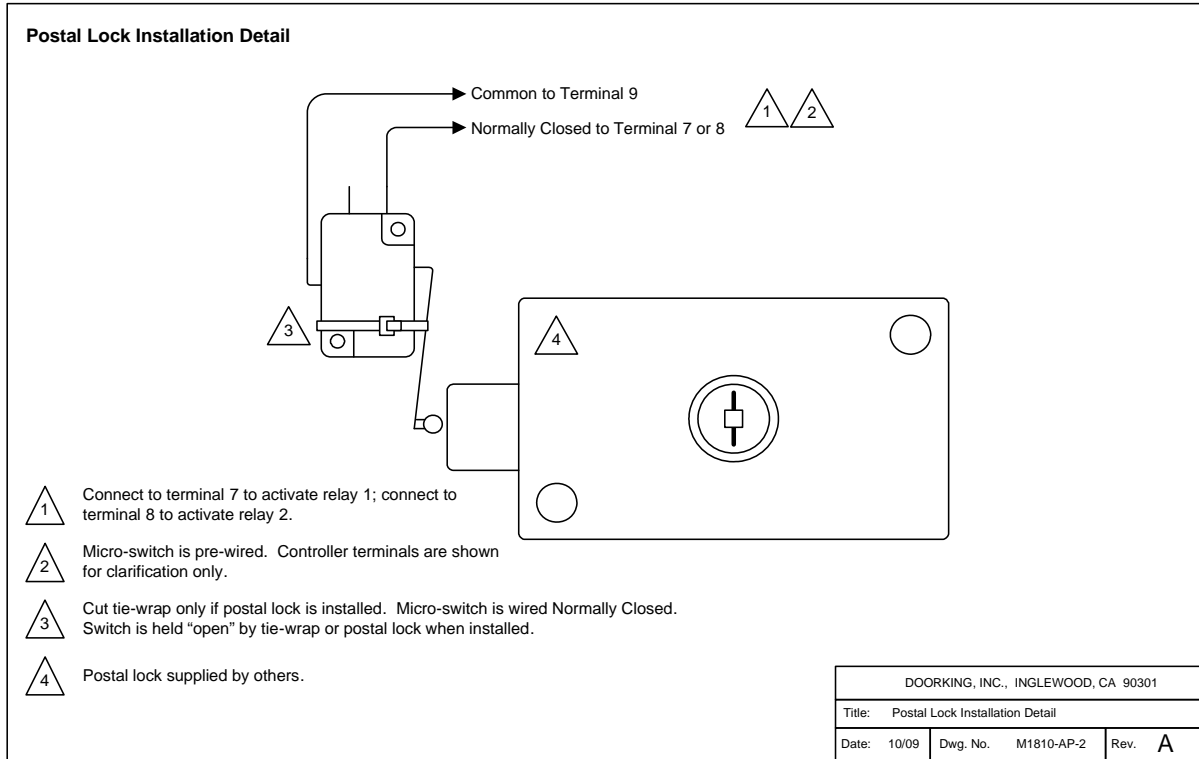 Postal Lock Installation Detail
Common to Terminal 9
Normally Closed to Terminal 7 or 8
1 2
3
4
1 Connect to terminal 7 to activate relay 1; connect to
terminal 8 to activate relay 2.
2 Micro-switch is pre-wired. Controller terminals are shown
for clarification only.
3 Cut tie-wrap only if postal lock is installed. Micro-switch is wired Normally Closed.
Switch is held “open” by tie-wrap or postal lock when installed.
4 Postal lock supplied by others.
DOORKING, INC., INGLEWOOD, CA 90301
Title: Postal Lock Installation Detail
Date: 10/09 Dwg. No. M1810-AP-2 Rev. A